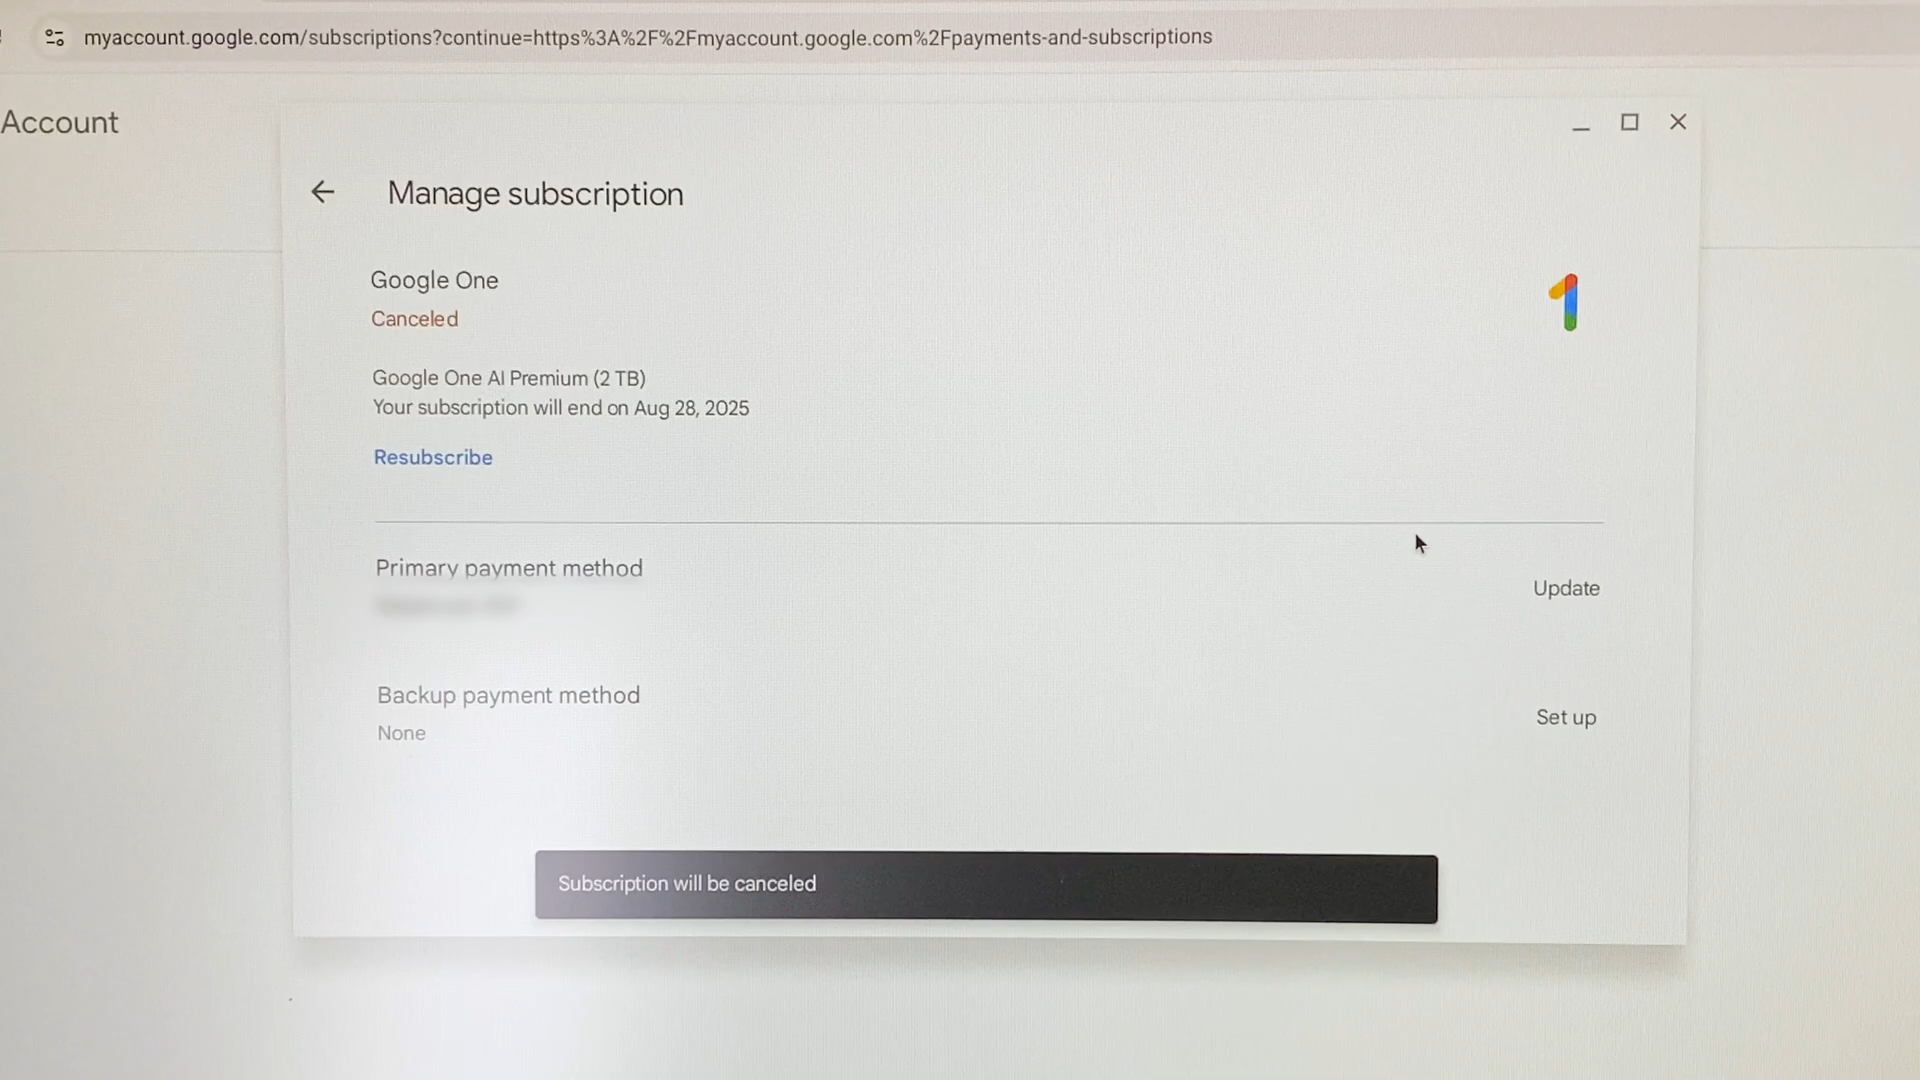 myaccount.google.com/subscriptions?continue=https%3A%2F%2Fmyaccount.google.com%2Fpayments-and-subscriptions
Account
Manage subscription
Google One
Canceled
Google One AI Premium (2 TB)
Your subscription will end on Aug 28, 2025
Resubscribe
Primary payment method
Update
Backup payment method
None
Set up
Subscription will be canceled